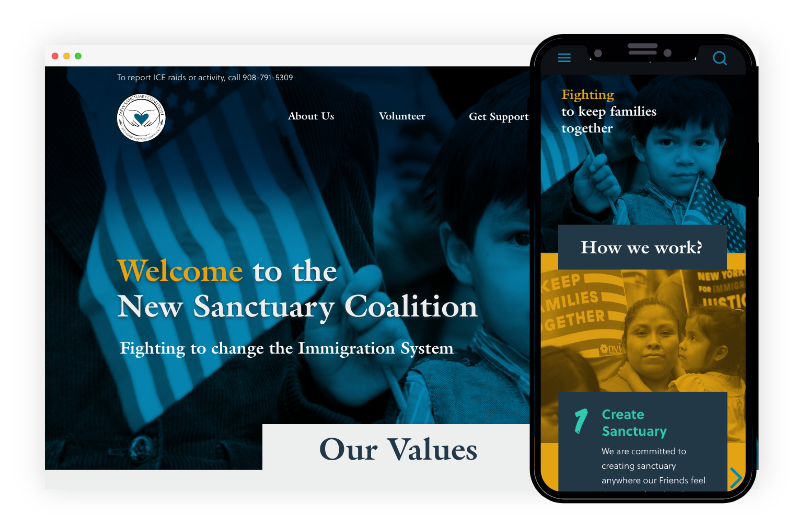 To report ICE raids or activity, call 908-791-5309
About Us
Volunteer
Get Support
Welcome to the
New Sanctuary Coalition
Fighting to change the Immigration System
Our Values
Fighting
to keep families
together
How we work?
KEEP
FAMILIES
TOGETHER
NEW YORK
FOR IMMIGR
JUSTIC
1
Create
Sanctuary
We are committed to
creating sanctuary
anywhere our Friends feel